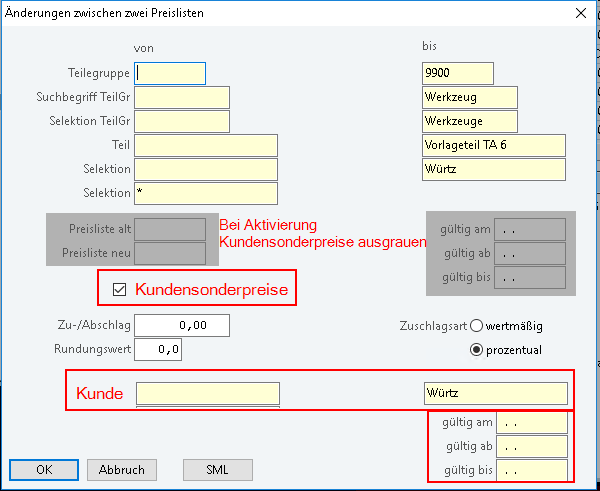 Änderungen zwischen zwei Preislisten
von bis
Teilegruppe 9900
Suchbegriff TeilGr Werkzeug
Selektion TeilGr Werkzeuge
Teil Vorlageteil TA 6
Selektion Würtz
Selektion *
Preisliste alt Bei Aktivierung gültig am . .
Preisliste neu Kundensonderpreise ausgrauen gültig ab . .
gültig bis . .
Kundensonderpreise
Zu-/Abschlag 0,00 Zuschlagsart wertmäßig
Rundungswert 0,0 prozentual
Kunde Würtz
gültig am . .
gültig ab . .
OK Abbruch SML gültig bis . .